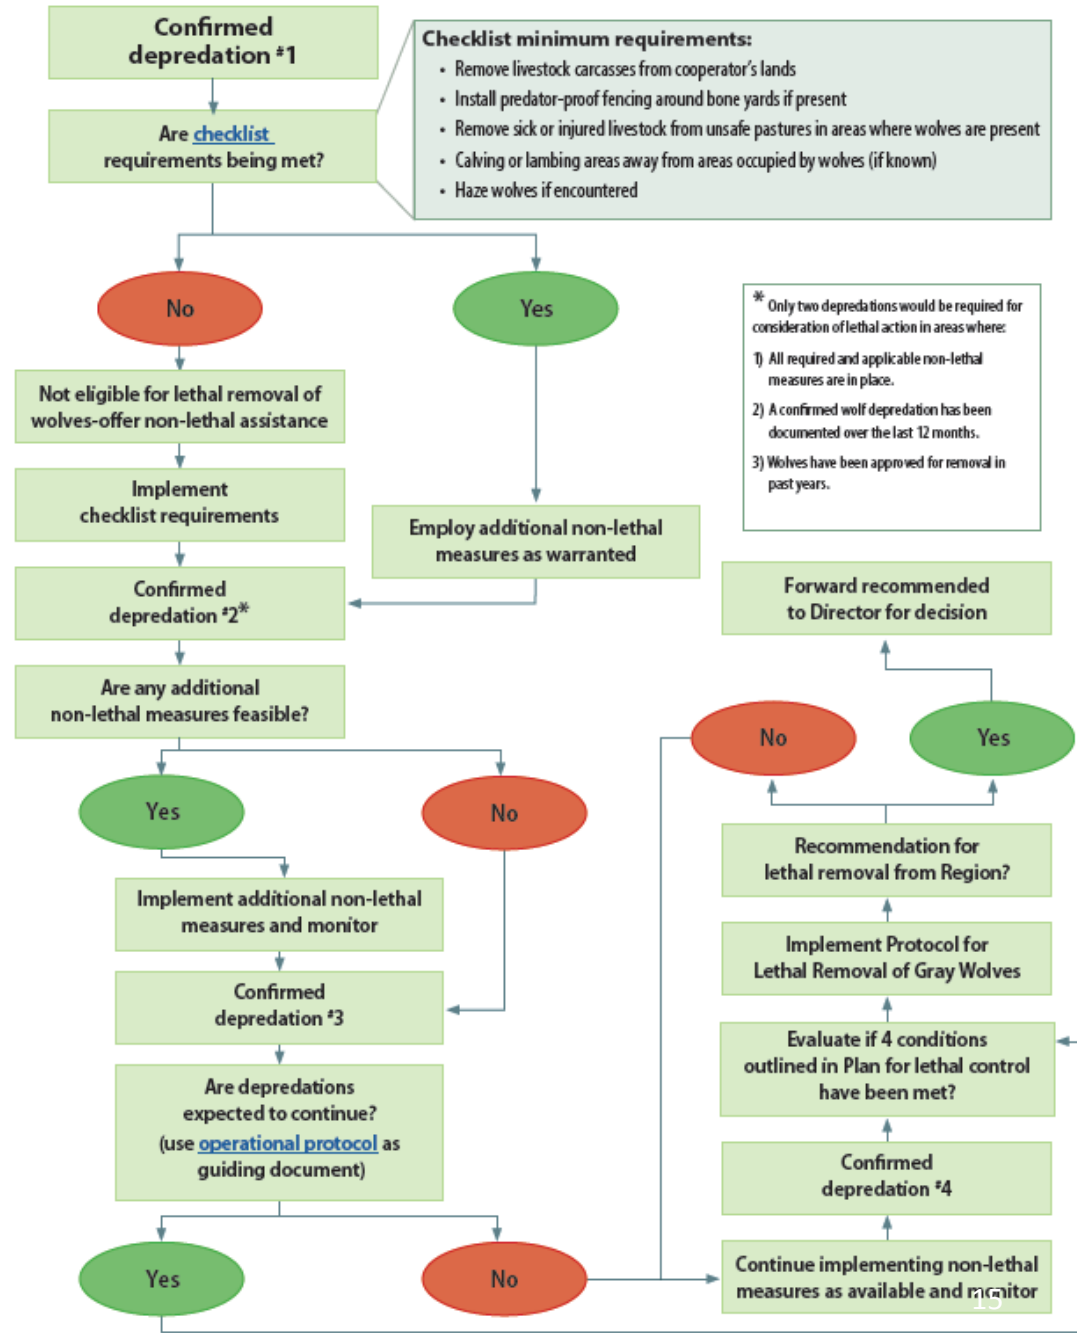 Confirmed
depredation #1
Checklist minimum requirements:
• Remove livestock carcasses from cooperator's lands
• Install predator-proof fencing around bone yards if present
• Remove sick or injured livestock from unsafe pastures in areas where wolves are present
• Calving or lambing areas away from areas occupied by wolves (if known)
• Haze wolves if encountered
Are checklist
requirements being met?
No
Yes
* Only two depredations would be required for
consideration of lethal action in areas where:
1) All required and applicable non-lethal
measures are in place.
2) A confirmed wolf depredation has been
documented over the last 12 months.
3) Wolves have been approved for removal in
past years.
Not eligible for lethal removal of
wolves-offer non-lethal assistance
Implement
checklist requirements
Employ additional non-lethal
measures as warranted
Confirmed
depredation #2*
Are any additional
non-lethal measures feasible?
Yes
No
Implement additional non-lethal
measures and monitor
Confirmed
depredation #3
Are depredations
expected to continue?
(use operational protocol as
guiding document)
Yes
No
Forward recommended
to Director for decision
No
Yes
Recommendation for
lethal removal from Region?
Implement Protocol for
Lethal Removal of Gray Wolves
Evaluate if 4 conditions
outlined in Plan for lethal control
have been met?
Confirmed
depredation #4
Continue implementing non-lethal
measures as available and monitor
15